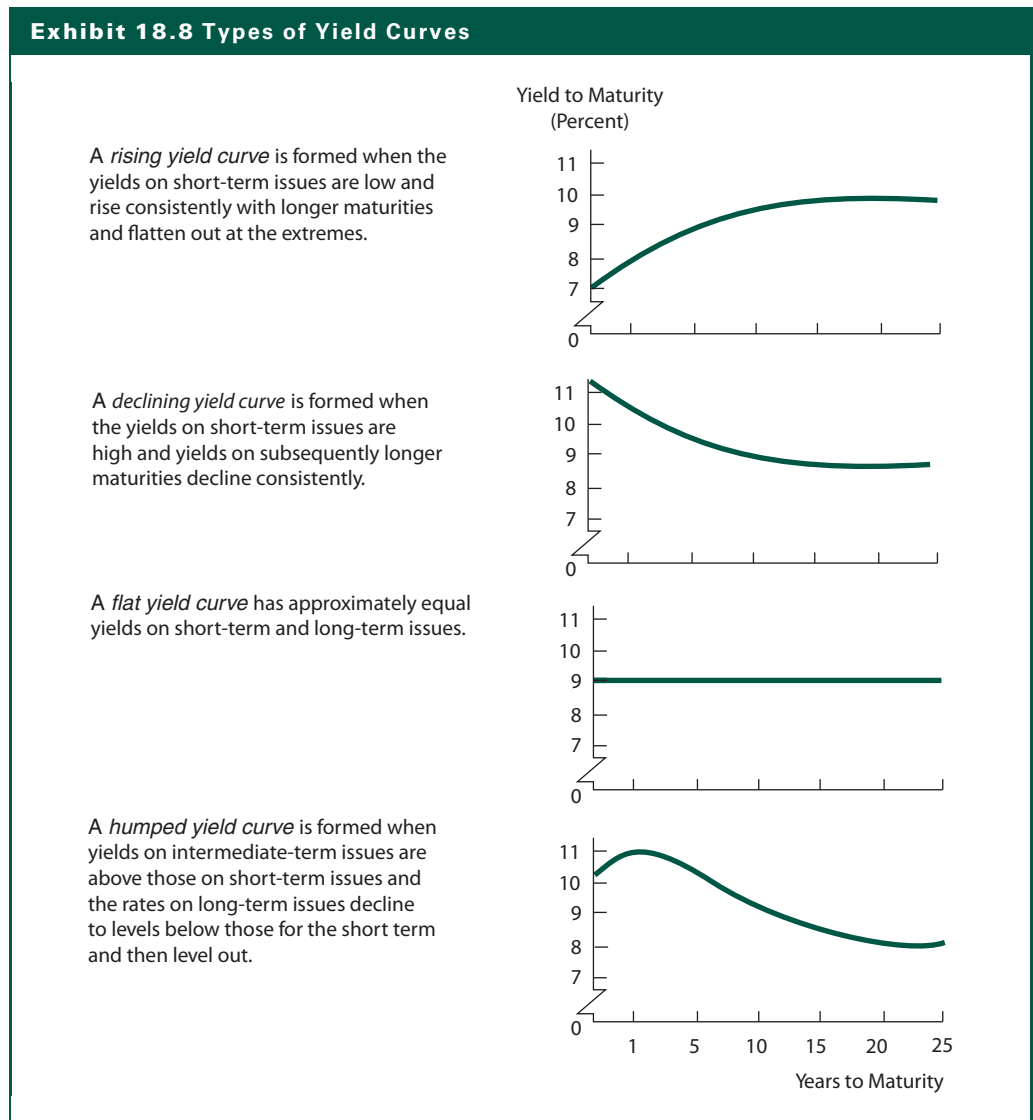 Exhibit 18.8 Types of Yield Curves
Yield to Maturity
(Percent)
A rising yield curve is formed when the
yields on short-term issues are low and
rise consistently with longer maturities
and flatten out at the extremes.
11
10
9
8
7
0
A declining yield curve is formed when
the yields on short-term issues are
high and yields on subsequently longer
maturities decline consistently.
11
10
9
8
7
0
A flat yield curve has approximately equal
yields on short-term and long-term issues.
11
10
9
8
7
0
A humped yield curve is formed when
yields on intermediate-term issues are
above those on short-term issues and
the rates on long-term issues decline
to levels below those for the short term
and then level out.
11
10
9
8
7
0
1 5 10 15 20 25
Years to Maturity